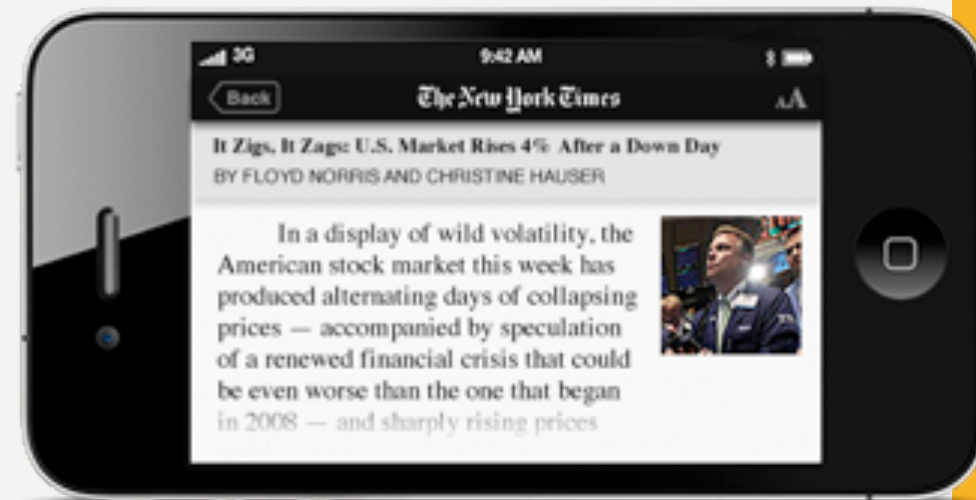 3G 9:42 AM
Back The New York Times AA
It Zigs, It Zags: U.S. Market Rises 4% After a Down Day
BY FLOYD NORRIS AND CHRISTINE HAUSER
In a display of wild volatility, the
American stock market this week has
produced alternating days of collapsing
prices — accompanied by speculation
of a renewed financial crisis that could
be even worse than the one that began
in 2008 — and sharply rising prices